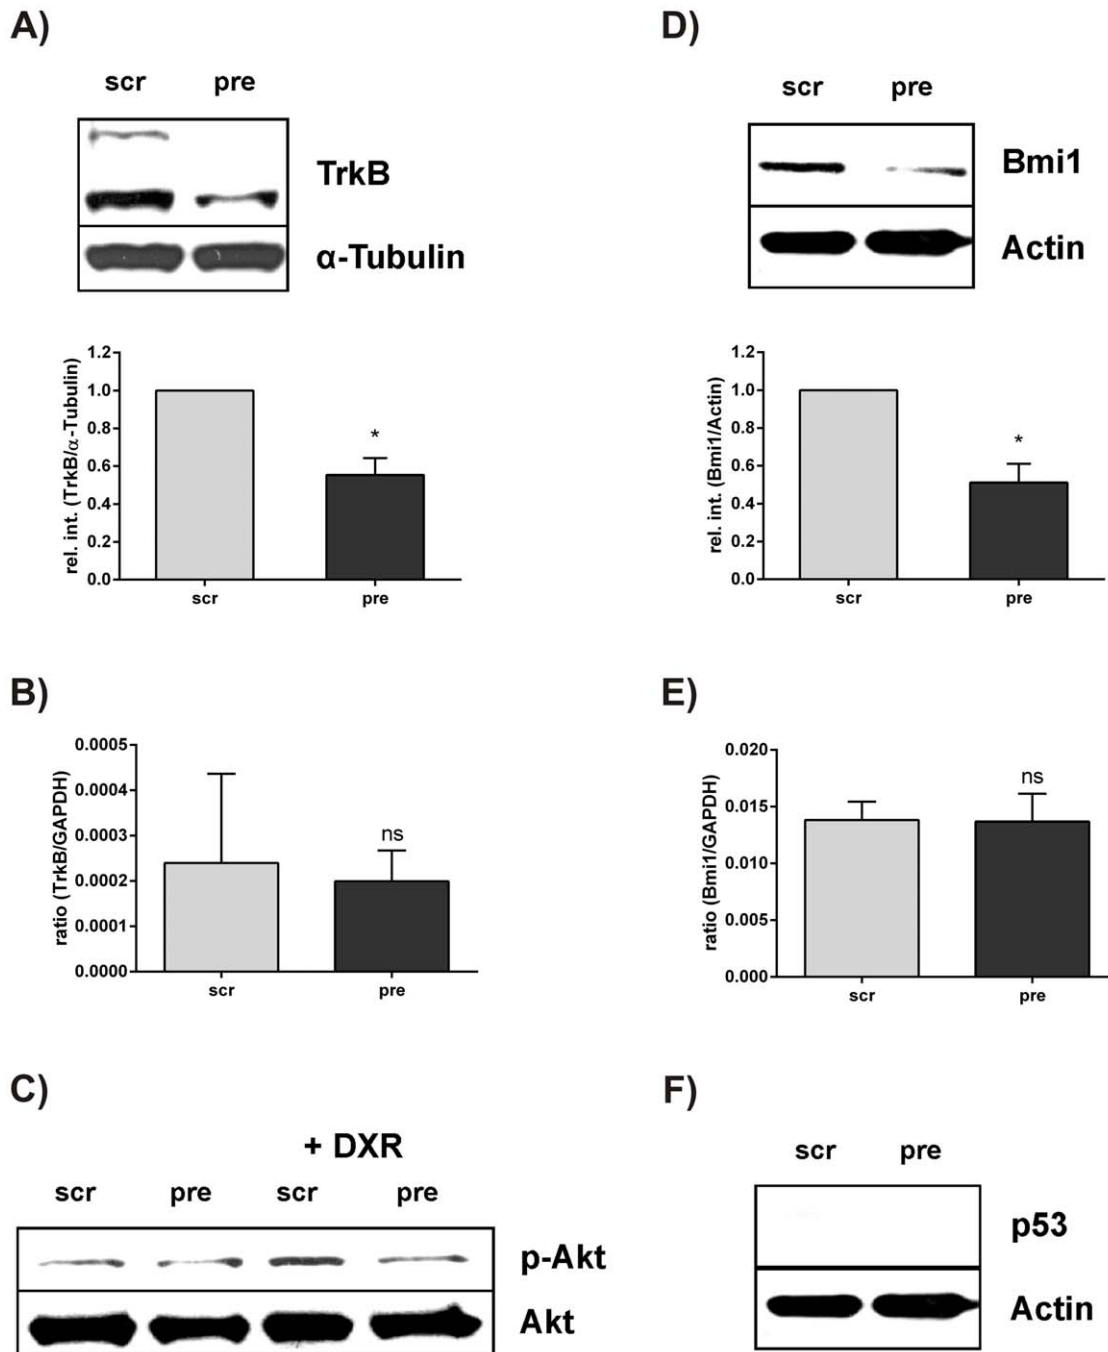 A)
scr pre
TrkB
α-Tubulin
rel. int. (TrkB/α-Tubulin)
1.2
1.0
0.8
0.6
0.4
0.2
0.0
*
scr pre
B)
ratio (TrkB/GAPDH)
0.0005
0.0004
0.0003
0.0002
0.0001
0.0000
ns
scr pre
C)
+ DXR
scr pre scr pre
p-Akt
Akt
D)
scr pre
Bmi1
Actin
rel. int. (Bmi1/Actin)
1.2
1.0
0.8
0.6
0.4
0.2
0.0
*
scr pre
E)
ratio (Bmi1/GAPDH)
0.020
0.015
0.010
0.005
0.000
ns
scr pre
F)
scr pre
p53
Actin